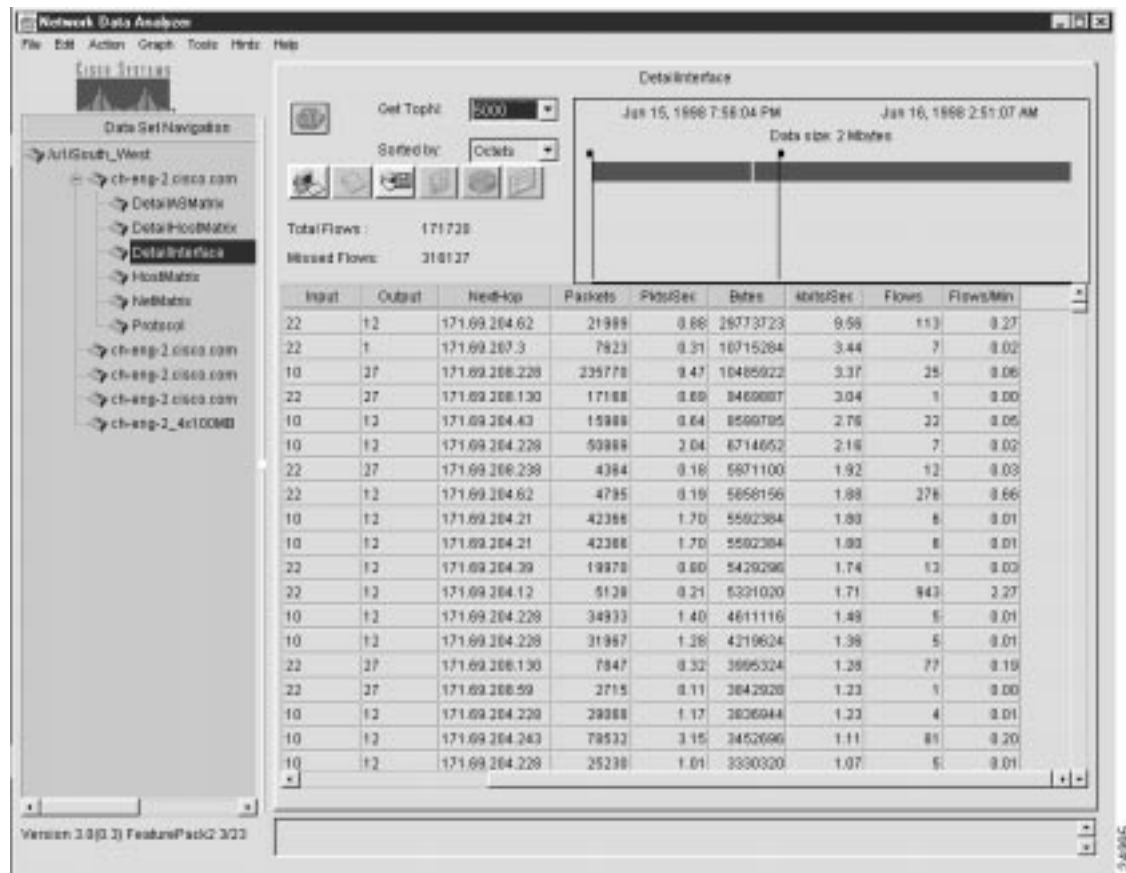 Network Data Analyzer
File Edit Action Graph Tools Hints Help
CISCO SYSTEMS
DetailInterface
Get TopN: 5000
Jun 15, 1998 7:56:04 PM Jun 16, 1998 2:51:07 AM
Data size: 2 Mbytes
Sorted by: Octets
Total Flows : 171720
Missed Flows:
Data Set Navigation
/u1/South_West
ch-eng-2.cisco.com
DetailASMatrix
DetailHostMatrix
DetailInterface
HostMatrix
NetMatrix
Protocol
ch-eng-2.cisco.com
ch-eng-2.cisco.com
ch-eng-2.cisco.com
ch-eng-2_4x100MB
Input Output NextHop Packets Pkts/Sec Bytes kbits/Sec Flows Flows/Min
22 12 171.69.204.62 21989 0.88 29773723 9.56 113 0.27
22 1 171.69.207.3 7623 0.31 10715284 3.44 7 0.02
10 27 171.69.208.228 235770 9.47 10485922 3.37 25 0.06
22 27 171.69.208.130 0.69 3.04 1 0.00
10 12 171.69.204.43 0.64 2.76 22 0.05
10 12 171.69.204.228 2.04 6714652 2.16 7 0.02
22 27 171.69.208.238 4364 0.18 5971100 1.92 12 0.03
22 12 171.69.204.62 4795 0.19 5858156 1.88 276 0.66
10 12 171.69.204.21 42366 1.70 5592384 1.80 6 0.01
10 12 171.69.204.21 42366 1.70 5592384 1.80 6 0.01
22 12 171.69.204.39 19970 0.80 5429296 1.74 13 0.03
22 12 171.69.204.12 5128 0.21 5331020 1.71 943 2.27
10 12 171.69.204.228 34933 1.40 4611116 1.48 5 0.01
10 12 171.69.204.228 31967 1.28 4219624 1.36 5 0.01
22 27 171.69.208.130 7847 0.32 3995324 1.28 77 0.19
22 27 171.69.208.59 2715 0.11 3842928 1.23 1 0.00
10 12 171.69.204.228 1.17 1.23 4 0.01
10 12 171.69.204.243 78532 3.15 3452696 1.11 81 0.20
10 12 171.69.204.228 25230 1.01 3330320 1.07 5 0.01
Version 3.0(0.3) FeaturePack2 3/23